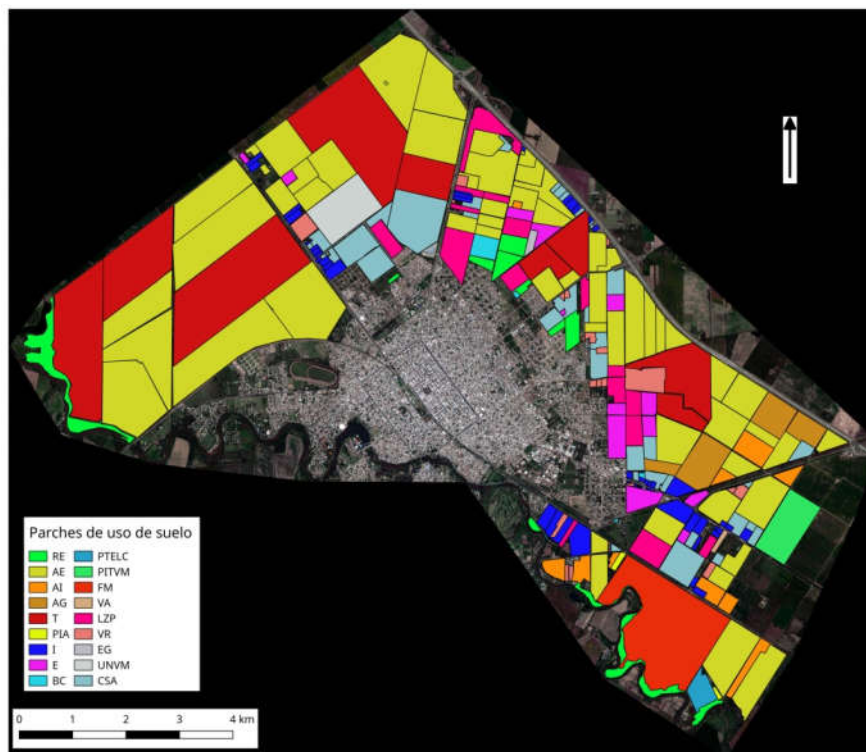 Parches de uso de suelo
RE PTELC
AE PITVM
AI FM
AG VA
T LZP
PIA VR
I EG
E UNVM
BC CSA
0 1 2 3 4 km